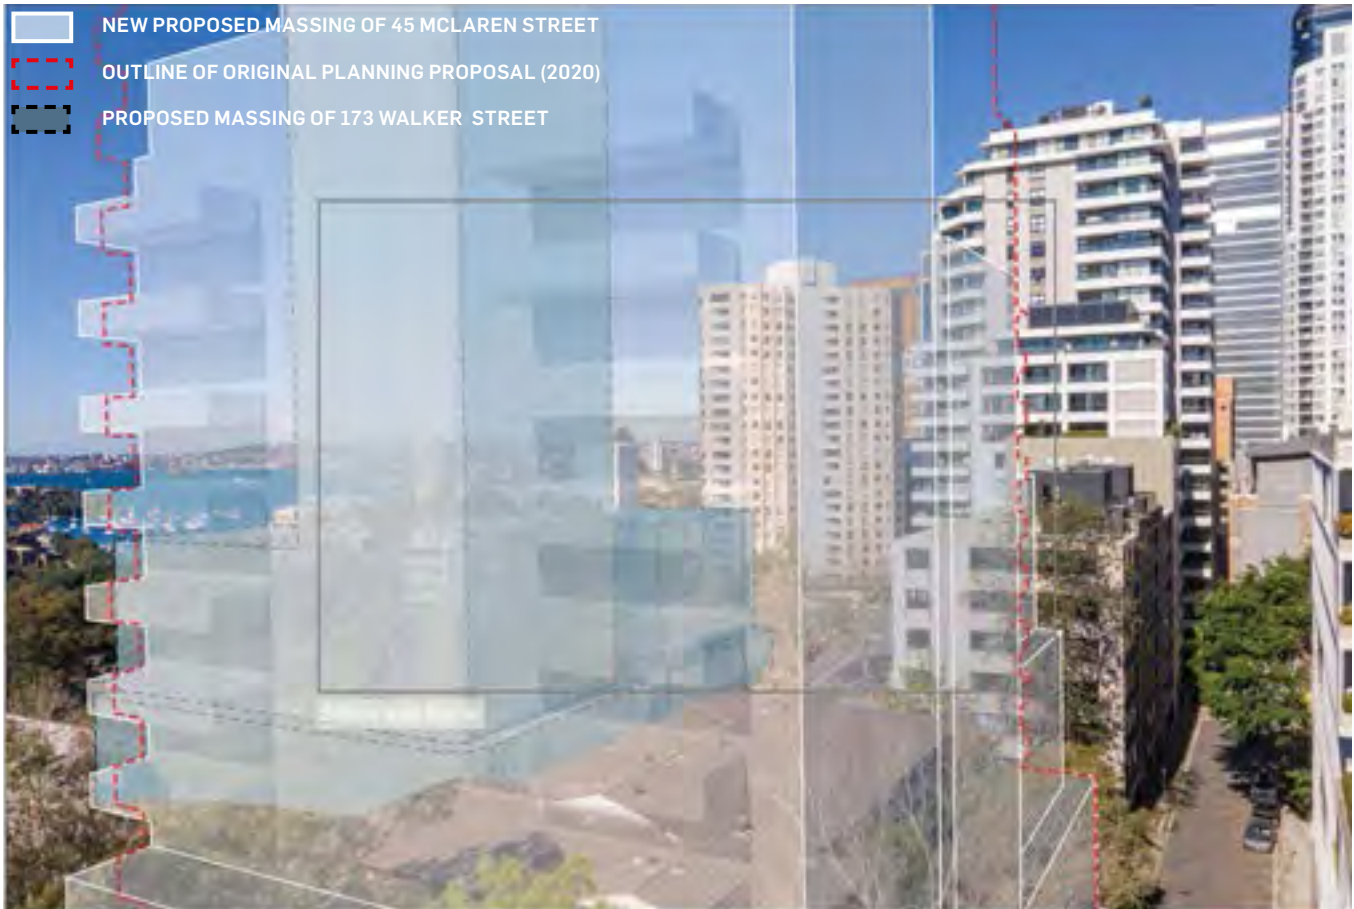 NEW PROPOSED MASSING OF 45 MCLAREN STREET
OUTLINE OF ORIGINAL PLANNING PROPOSAL (2020)
PROPOSED MASSING OF 173 WALKER STREET